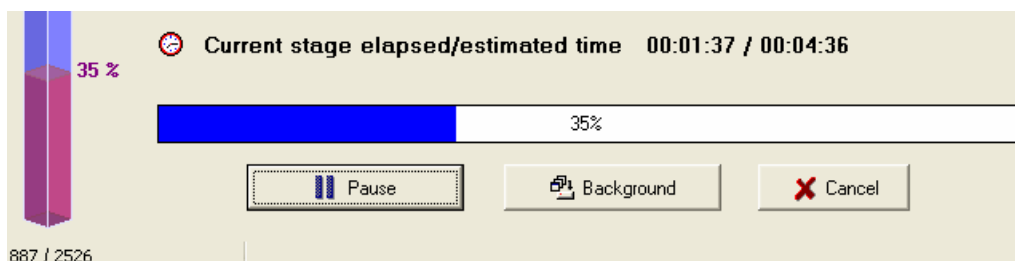 Current stage elapsed/estimated time 00:01:37 / 00:04:36
35 %
35%
Pause Background Cancel
887 / 2526